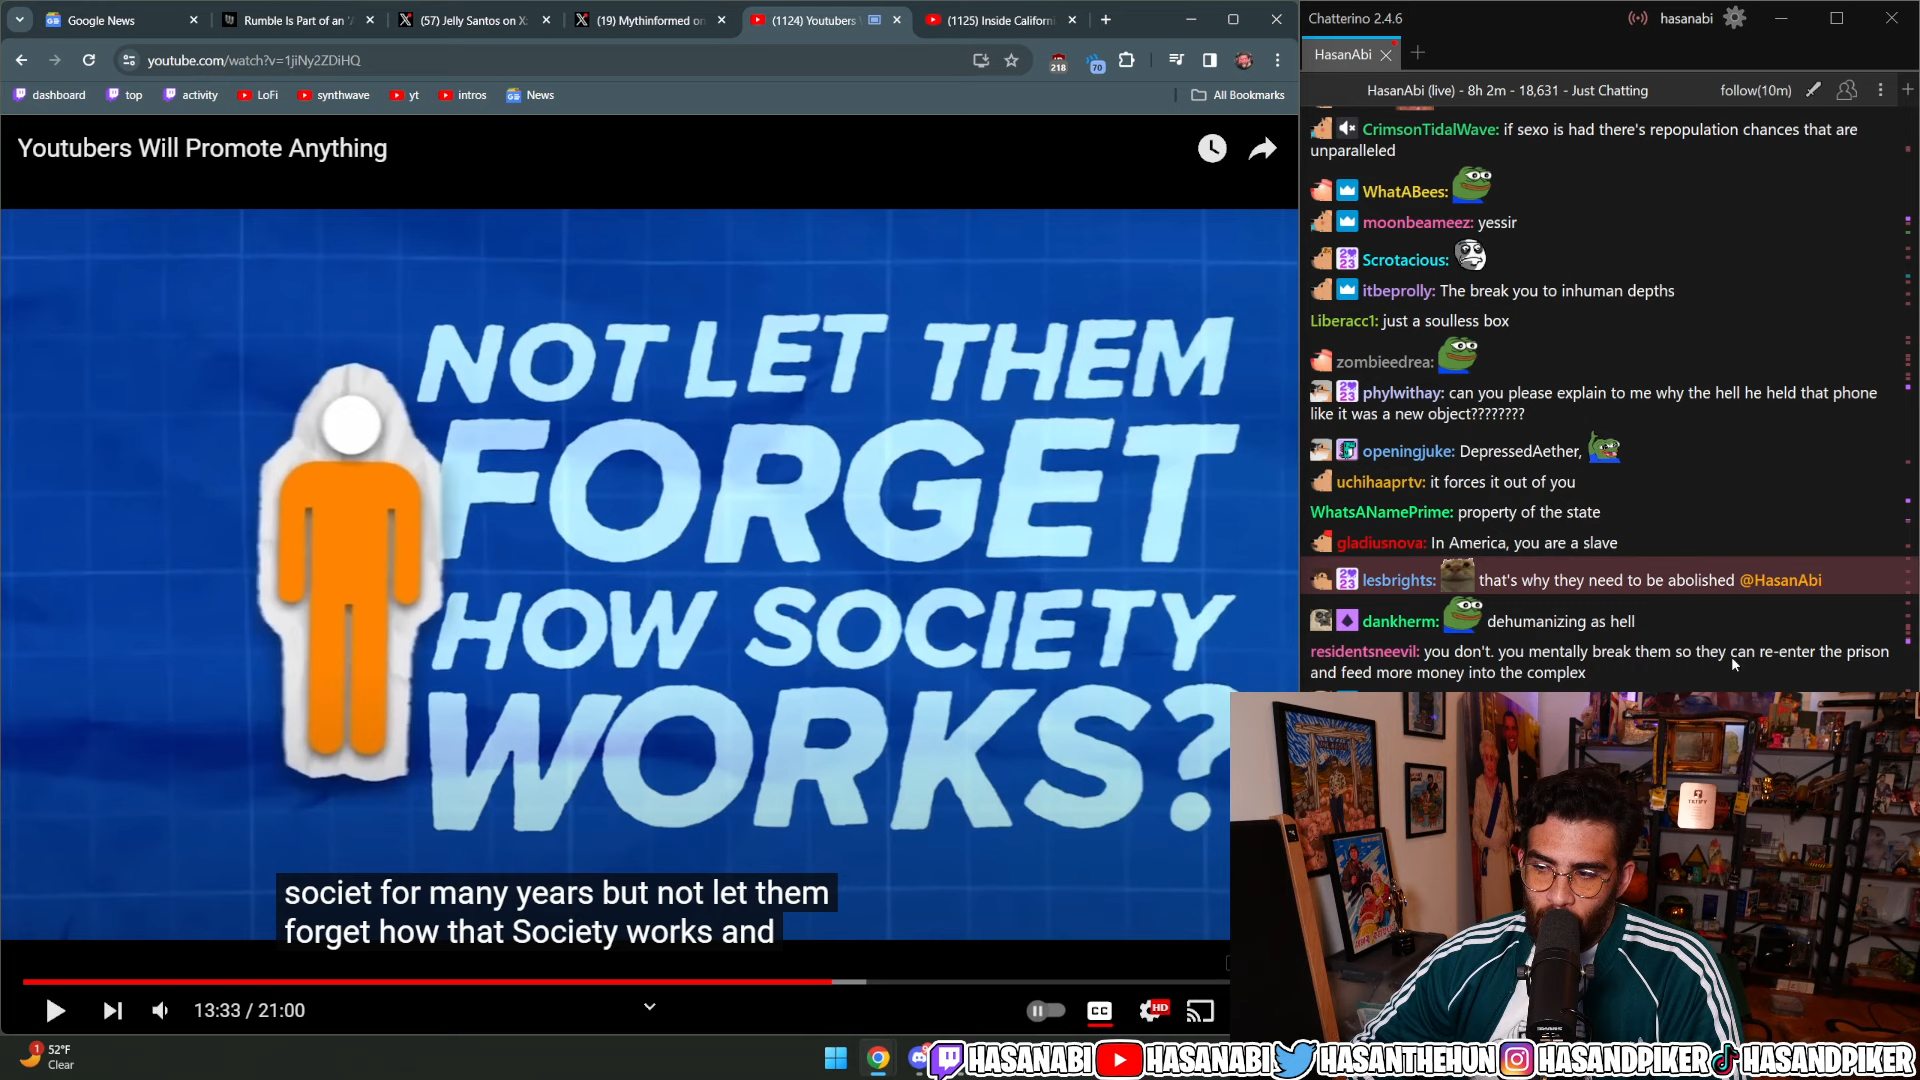 Google News
Rumble Is Part of an 'A
(57) Jelly Santos on X:
(19) Mythinformed on
(1124) Youtubers
(1125) Inside Californi
youtube.com/watch?v=1jiNy2ZDiHQ
218
70
dashboard
top
activity
LoFi
synthwave
yt
intros
News
All Bookmarks
Youtubers Will Promote Anything
NOT LET THEM
FORGET
HOW SOCIETY
WORKS?
societ for many years but not let them
forget how that Society works and
13:33 / 21:00
CC
HD
Chatterino 2.4.6
hasanabi
HasanAbi
HasanAbi (live) - 8h 2m - 18,631 - Just Chatting
follow(10m)
CrimsonTidalWave: if sexo is had there's repopulation chances that are
unparalleled
WhatABees:
moonbeameez: yessir
Scrotacious:
itbeprolly: The break you to inhuman depths
Liberacc1: just a soulless box
zombieedrea:
phylwithay: can you please explain to me why the hell he held that phone
like it was a new object????????
openingjuke: DepressedAether,
uchihaaprtv: it forces it out of you
WhatsANamePrime: property of the state
gladiusnova: In America, you are a slave
lesbrights: that's why they need to be abolished @HasanAbi
dankherm: dehumanizing as hell
residentsneevil: you don't. you mentally break them so they can re-enter the prison
and feed more money into the complex
1
52°F
Clear
HASANABI
HASANABI
HASANTHEHUN
HASANDPIKER
HASANDPIKER